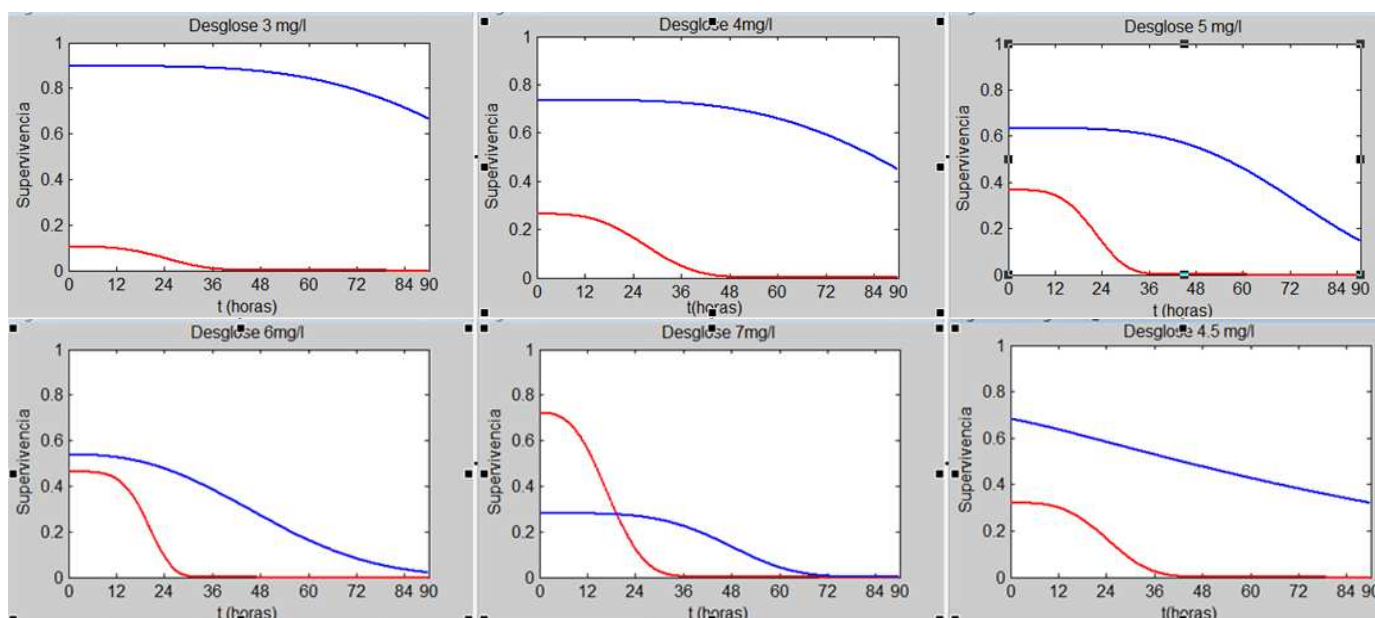 Desglose 3 mg/l
Supervivencia
1
0.8
0.6
0.4
0.2
0
0 12 24 36 48 60 72 84 90
t (horas)
Desglose 4mg/l
Supervivencia
1
0.8
0.6
0.4
0.2
0
0 12 24 36 48 60 72 84 90
t(horas)
Desglose 5 mg/l
Supervivencia
1
0.8
0.6
0.4
0.2
0
0 12 24 36 48 60 72 84 90
t (horas)
Desglose 6mg/l
Supervivencia
1
0.8
0.6
0.4
0.2
0
0 12 24 36 48 60 72 84 90
t (horas)
Desglose 7mg/l
Supervivencia
1
0.8
0.6
0.4
0.2
0
0 12 24 36 48 60 72 84 90
t (horas)
Desglose 4.5 mg/l
Supervivencia
1
0.8
0.6
0.4
0.2
0
0 12 24 36 48 60 72 84 90
t(horas)